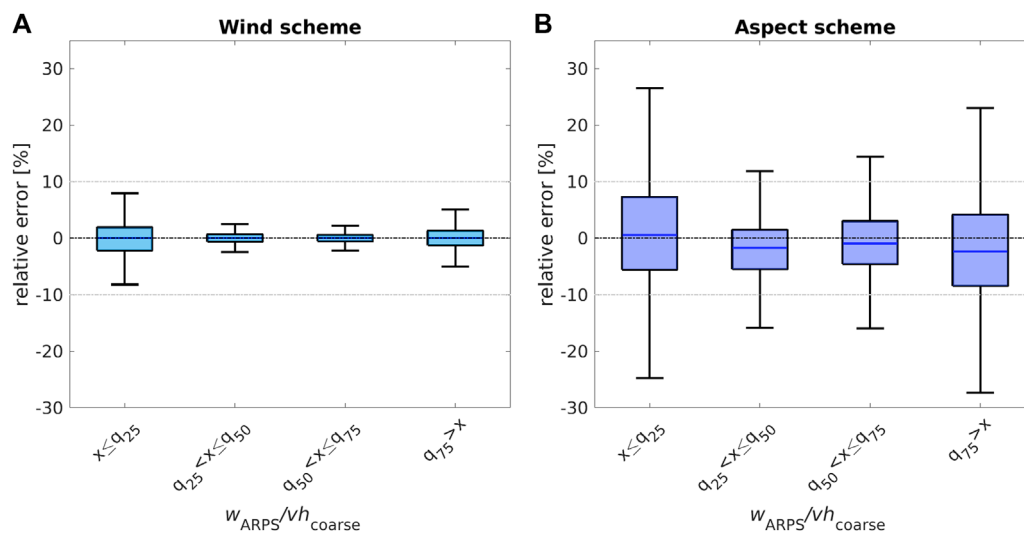 A
Wind scheme
relative error [%]
30
20
10
0
-10
-20
-30
x≤q25
q25<x≤q50
q50<x≤q75
q75>x
wARPS/vhcoarse
B
Aspect scheme
relative error [%]
30
20
10
0
-10
-20
-30
x≤q25
q25<x≤q50
q50<x≤q75
q75>x
wARPS/vhcoarse